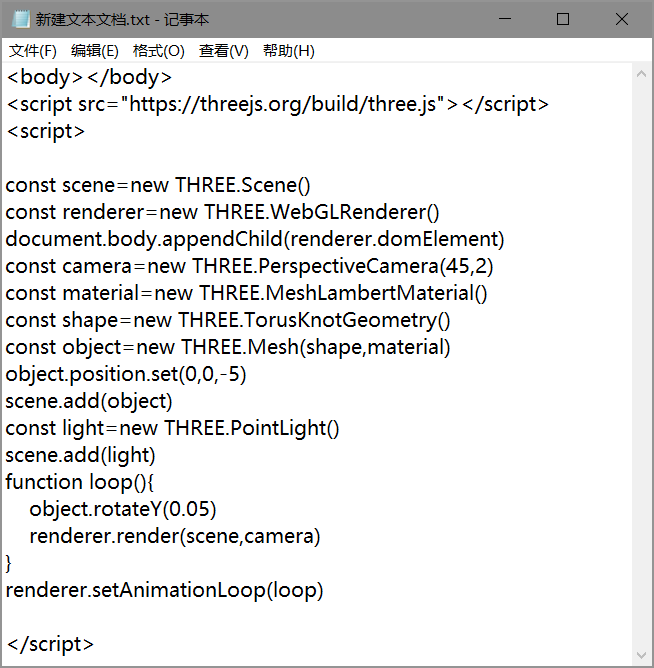 新建文本文档.txt - 记事本
文件(F) 编辑(E) 格式(O) 查看(V) 帮助(H)
<body></body>
<script src="https://threejs.org/build/three.js"></script>
<script>

const scene=new THREE.Scene()
const renderer=new THREE.WebGLRenderer()
document.body.appendChild(renderer.domElement)
const camera=new THREE.PerspectiveCamera(45,2)
const material=new THREE.MeshLambertMaterial()
const shape=new THREE.TorusKnotGeometry()
const object=new THREE.Mesh(shape,material)
object.position.set(0,0,-5)
scene.add(object)
const light=new THREE.PointLight()
scene.add(light)
function loop(){
    object.rotateY(0.05)
    renderer.render(scene,camera)
}
renderer.setAnimationLoop(loop)

</script>